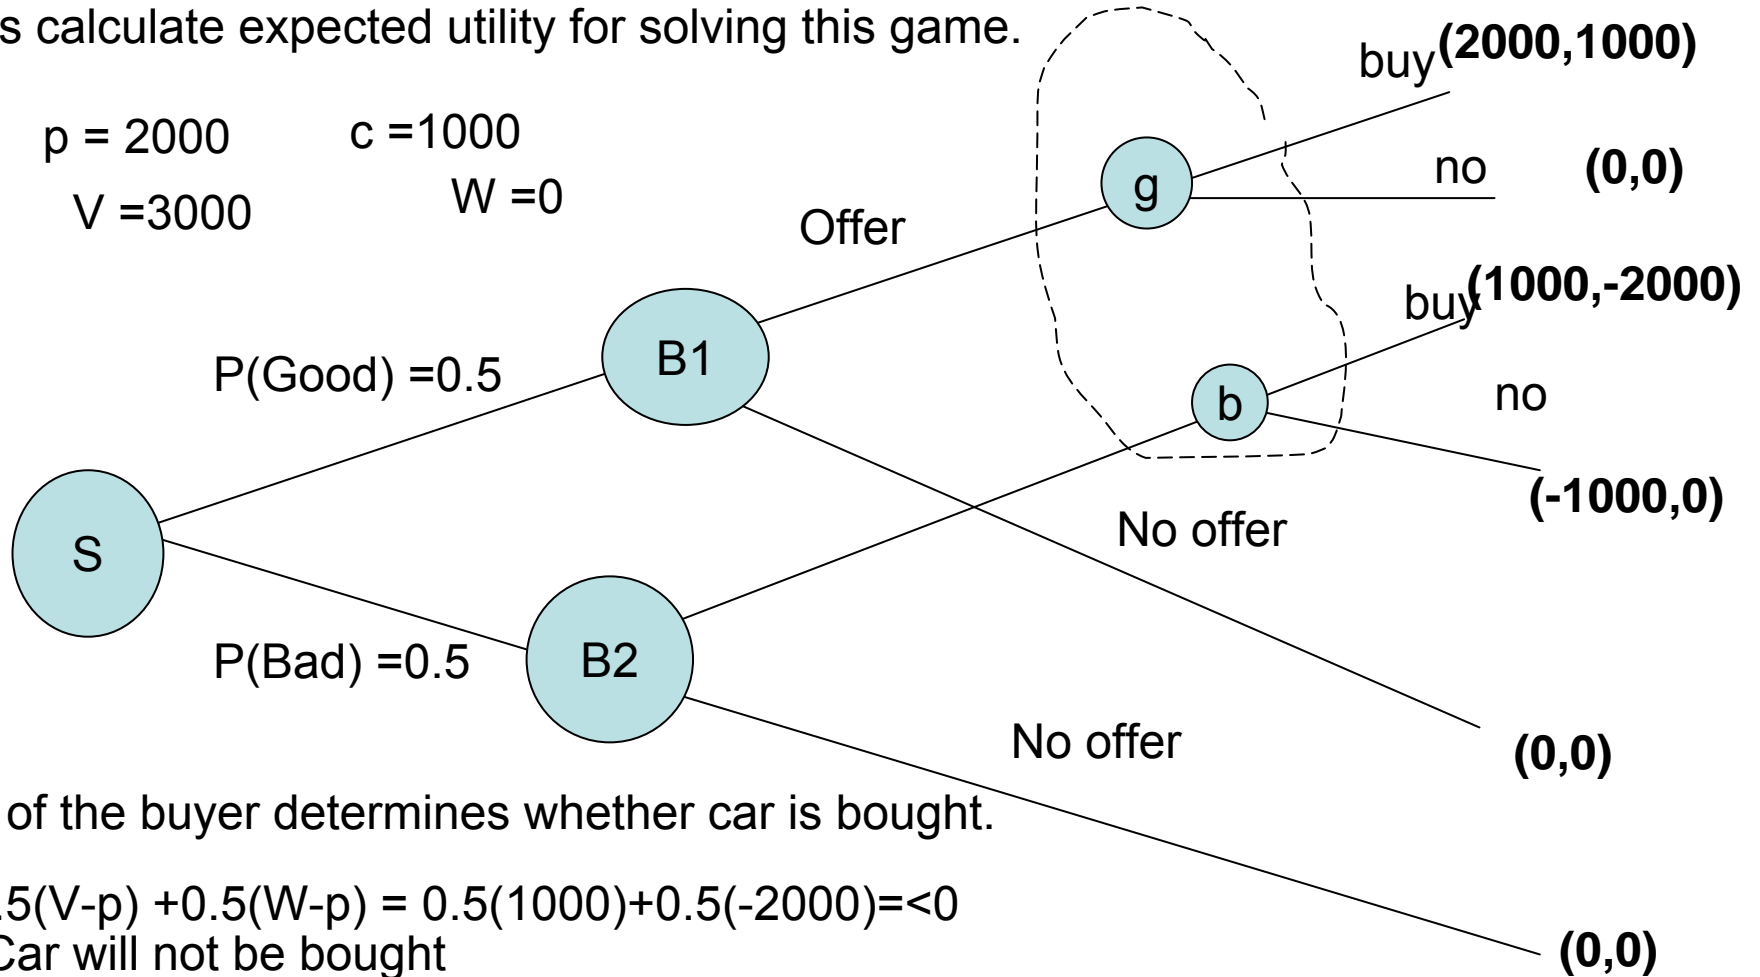 s calculate expected utility for solving this game.
buy (2000,1000)
p = 2000 c =1000
no (0,0)
V =3000 W =0
g
Offer
buy (1000,-2000)
P(Good) =0.5
B1
b
no
(-1000,0)
No offer
S
P(Bad) =0.5
B2
No offer
(0,0)
of the buyer determines whether car is bought.
.5(V-p) +0.5(W-p) = 0.5(1000)+0.5(-2000)=<0
Car will not be bought
(0,0)